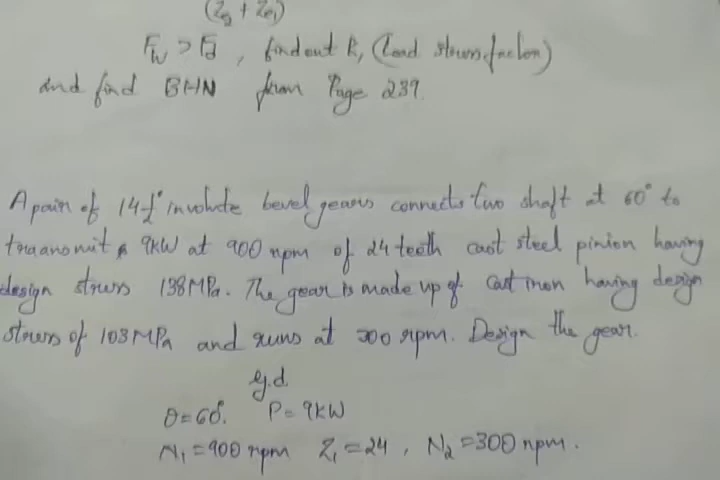 (Z₂ + Ze₁)
Fw > Fd, find out K, (load stress factor)
and find BHN from Page 239.
A pair of 14½° involute bevel gears connects two shaft at 60° to
transmit 9kW at 900 rpm of 24 teeth cast steel pinion having
design stress 138MPa. The gear is made up of cast iron having design
stress of 103MPa and runs at 300 rpm. Design the gear.
g.d.
θ=60°. P=9kW
N₁=900 rpm Z₁=24, N₂=300 rpm.